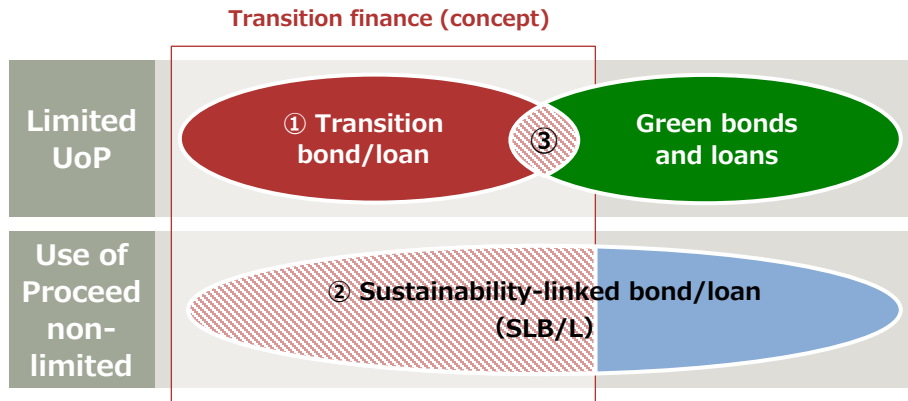 Transition finance (concept)
Limited
UoP
① Transition
bond/loan
③
Green bonds
and loans
Use of
Proceed
non-
limited
② Sustainability-linked bond/loan
(SLB/L)